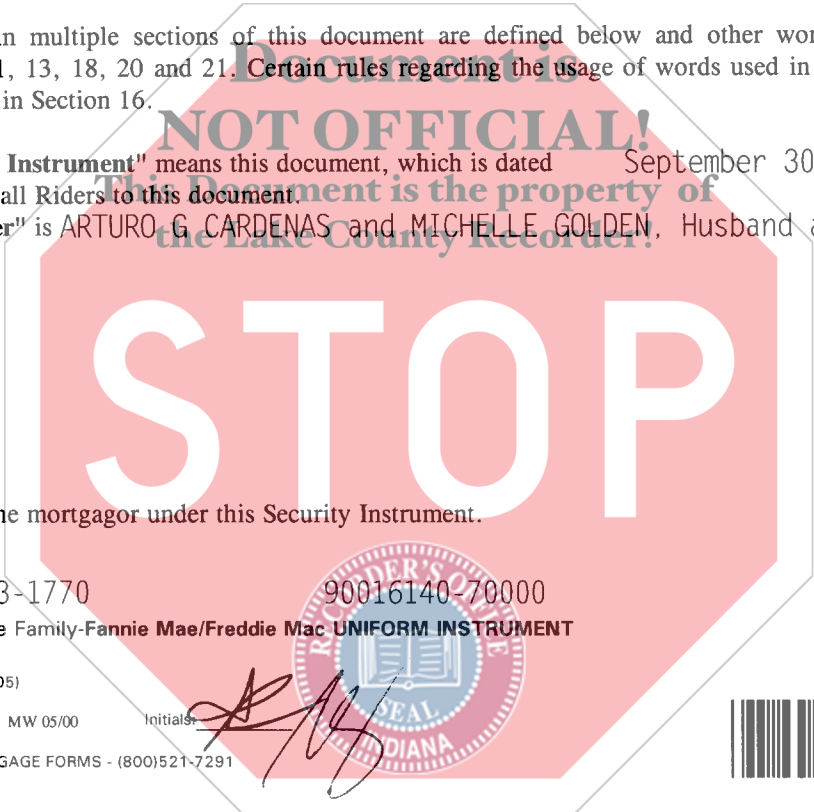 in multiple sections of this document are defined below and other wor
1, 13, 18, 20 and 21. Certain rules regarding the usage of words used in
in Section 16.
Document is
NOT OFFICIAL!
This Document is the property of
the Lake County Recorder!
Instrument" means this document, which is dated September 30
all Riders to this document.
er" is ARTURO G CARDENAS and MICHELLE GOLDEN, Husband a
STOP
he mortgagor under this Security Instrument.
3-1770 90016140-70000
e Family-Fannie Mae/Freddie Mac UNIFORM INSTRUMENT
05)
MW 05/00 Initials:
GAGE FORMS - (800)521-7291
RECORDER'S OFFICE
SEAL
INDIANA